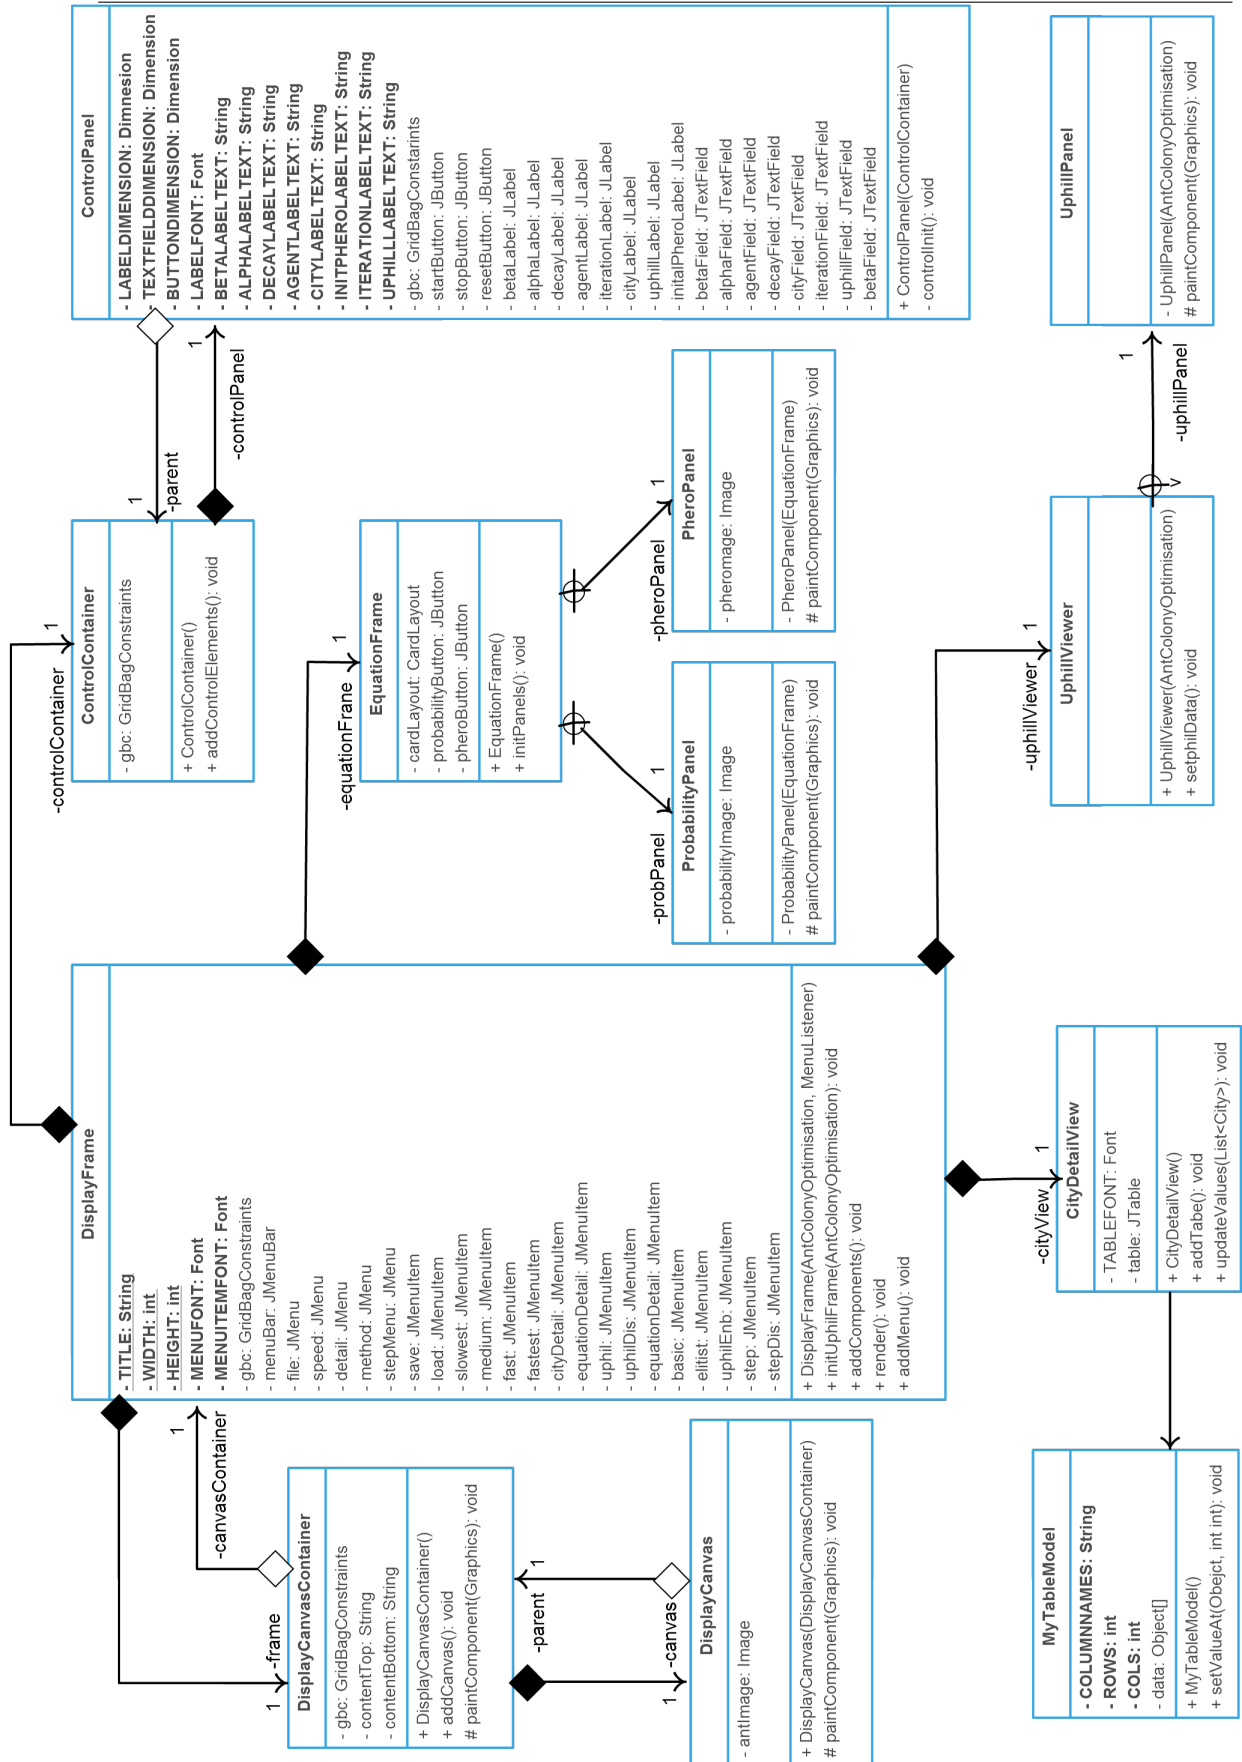 DisplayCanvasContainer
- gbc: GridBagConstraints
- contentTop: String
- contentBottom: String
+ DisplayCanvasContainer()
+ addCanvas(): void
# paintComponent(Graphics): void
1
-frame
-canvasContainer
1
-parent
1
-canvas
1
DisplayCanvas
- antImage: Image
+ DisplayCanvas(DisplayCanvasContainer)
# paintComponent(Graphics): void
MyTableModel
- COLUMNNAMES: String
- ROWS: int
- COLS: int
- data: Object[]
+ MyTableModel()
+ setValueAt(Obejct, int int): void
DisplayFrame
- TITLE: String
- WIDTH: int
- HEIGHT: int
- MENUFONT: Font
- MENUITEMFONT: Font
- gbc: GridBagConstraints
- menuBar: JMenuBar
- file: JMenu
- speed: JMenu
- detail: JMenu
- method: JMenu
- stepMenu: JMenu
- save: JMenuItem
- load: JMenuItem
- slowest: JMenuItem
- medium: JMenuItem
- fast: JMenuItem
- fastest: JMenuItem
- cityDetail: JMenuItem
- equationDetail: JMenuItem
- uphil: JMenuItem
- uphilDis: JMenuItem
- equationDetail: JMenuItem
- basic: JMenuItem
- elitist: JMenuItem
- uphilEnb: JMenuItem
- step: JMenuItem
- stepDis: JMenuItem
+ DisplayFrame(AntColonyOptimisation, MenuListener)
+ initUphilFrame(AntColonyOptimisation): void
+ addComponents(): void
+ render(): void
+ addMenu(): void
-cityView
1
CityDetailView
- TABLEFONT: Font
- table: JTable
+ CityDetailView()
+ addTabe(): void
+ updateValues(List<City>): void
-controlContainer
1
ControlContainer
- gbc: GridBagConstraints
+ ControlContainer()
+ addControlElements(): void
1
-parent
-controlPanel
1
-equationFrane
1
EquationFrame
- cardLayout: CardLayout
- probabilityButton: JButton
- pheroButton: JButton
+ EquationFrame()
+ initPanels(): void
-probPanel
1
-pheroPanel
1
ProbabilityPanel
- probabilityImage: Image
- ProbabilityPanel(EquationFrame)
# paintComponent(Graphics): void
PheroPanel
- pheromage: Image
- PheroPanel(EquationFrame)
# paintComponent(Graphics): void
-uphillViewer
1
UphillViewer
+ UphillViewer(AntColonyOptimisation)
+ setphilData(): void
v
-uphillPanel
1
ControlPanel
- LABELDIMENSION: Dimnesion
- TEXTFIELDDIMENSION: Dimension
- BUTTONDIMENSION: Dimension
- LABELFONT: Font
- BETALABELTEXT: String
- ALPHALABELTEXT: String
- DECAYLABELTEXT: String
- AGENTLABELTEXT: String
- CITYLABELTEXT: String
- INITPHEROLABELTEXT: String
- ITERATIONLABELTEXT: String
- UPHILLLABELTEXT: String
- gbc: GridBagConstarints
- startButton: JButton
- stopButton: JButton
- resetButton: JButton
- betaLabel: JLabel
- alphaLabel: JLabel
- decayLabel: JLabel
- agentLabel: JLabel
- iterationLabel: JLabel
- cityLabel: JLabel
- uphillLabel: JLabel
- initalPheroLabel: JLabel
- betaField: JTextField
- alphaField: JTextField
- agentField: JTextField
- decayField: JTextField
- cityField: JTextField
- iterationField: JTextField
- uphillField: JTextField
- betaField: JTextField
+ ControlPanel(ControlContainer)
- controlInit(): void
UphillPanel
- UphillPanel(AntColonyOptimisation)
# paintComponent(Graphics): void